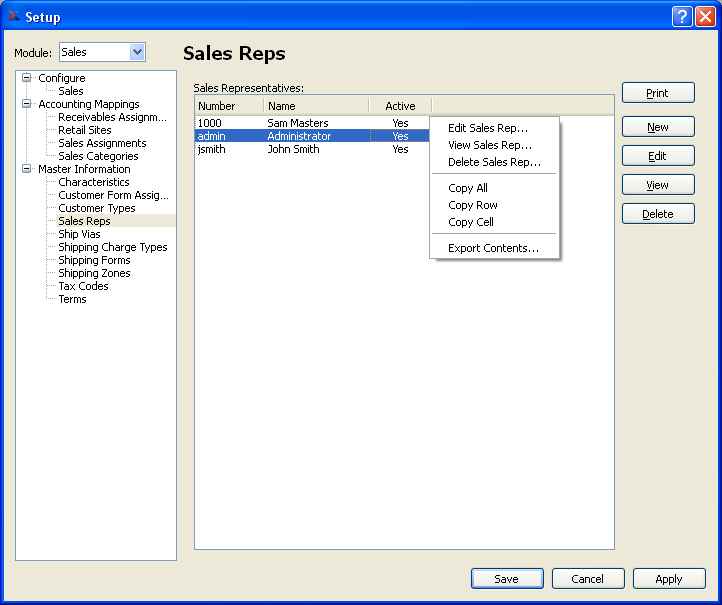 Setup
Module: Sales
Sales Reps
Configure
Sales
Accounting Mappings
Receivables Assignm...
Retail Sites
Sales Assignments
Sales Categories
Master Information
Characteristics
Customer Form Assig...
Customer Types
Sales Reps
Ship Vias
Shipping Charge Types
Shipping Forms
Shipping Zones
Tax Codes
Terms
Sales Representatives:
Number Name Active
1000 Sam Masters Yes
admin Administrator Yes
jsmith John Smith Yes
Edit Sales Rep...
View Sales Rep...
Delete Sales Rep...
Copy All
Copy Row
Copy Cell
Export Contents...
Print
New
Edit
View
Delete
Save Cancel Apply